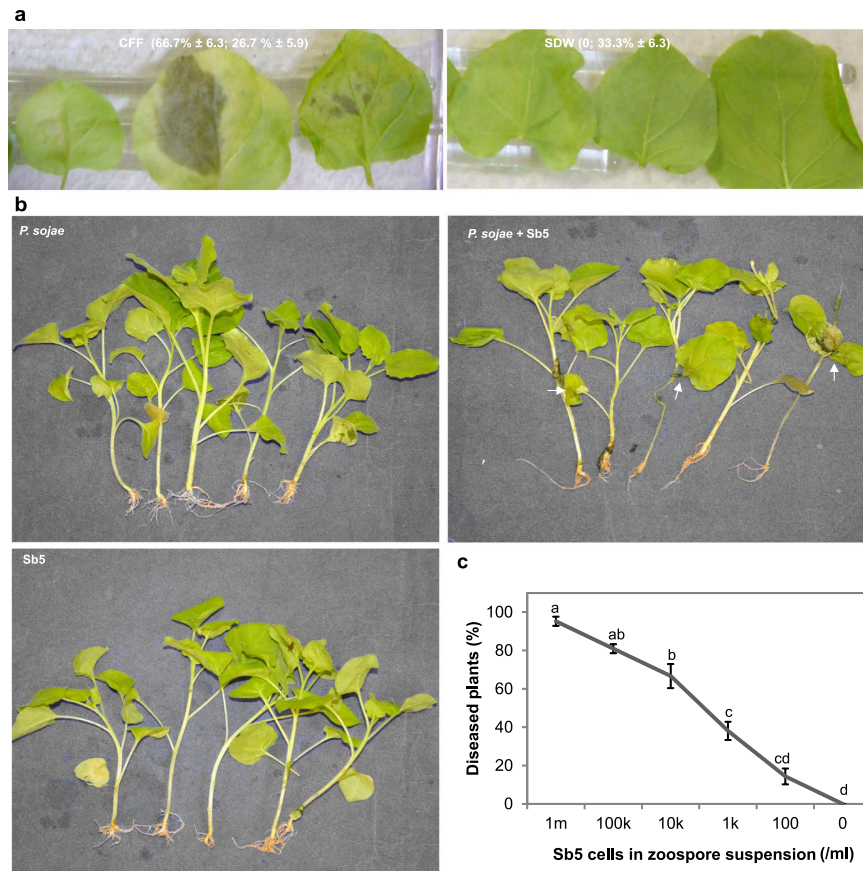 a
CFF (66.7% ± 6.3; 26.7 % ± 5.9)
SDW (0; 33.3% ± 6.3)
b
P. sojae
P. sojae + Sb5
Sb5
c
Diseased plants (%)
100
80
60
40
20
0
a
ab
b
c
cd
d
1m 100k 10k 1k 100 0
Sb5 cells in zoospore suspension (/ml)